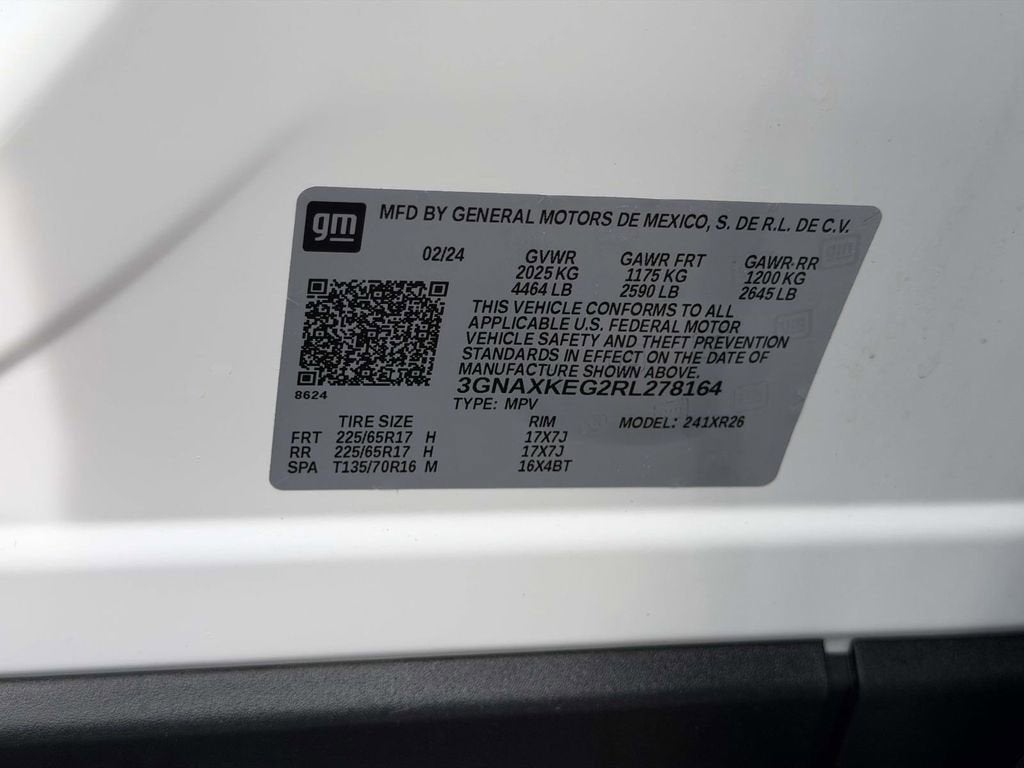 gm MFD BY GENERAL MOTORS DE MEXICO, S. DE R.L. DE C.V.
02/24 GVWR GAWR FRT GAWR RR
2025 KG 1175 KG 1200 KG
4464 LB 2590 LB 2645 LB
THIS VEHICLE CONFORMS TO ALL
APPLICABLE U.S. FEDERAL MOTOR
VEHICLE SAFETY AND THEFT PREVENTION
STANDARDS IN EFFECT ON THE DATE OF
MANUFACTURE SHOWN ABOVE.
8624 3GNAXKEG2RL278164
TYPE: MPV
TIRE SIZE RIM MODEL: 241XR26
FRT 225/65R17 H 17X7J
RR 225/65R17 H 17X7J
SPA T135/70R16 M 16X4BT